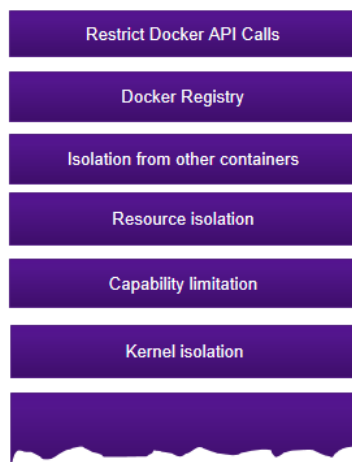 Restrict Docker API Calls
Docker Registry
Isolation from other containers
Resource isolation
Capability limitation
Kernel isolation